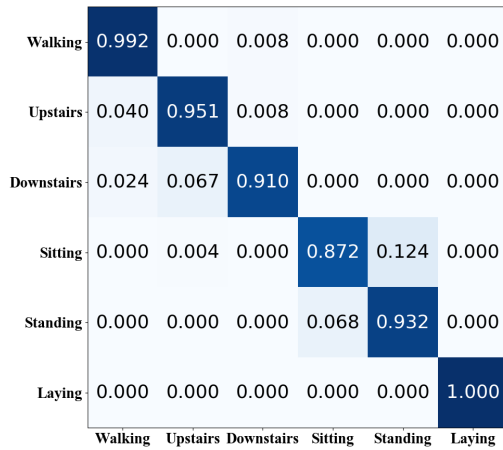 Walking 0.992 0.000 0.008 0.000 0.000 0.000
Upstairs 0.040 0.951 0.008 0.000 0.000 0.000
Downstairs 0.024 0.067 0.910 0.000 0.000 0.000
Sitting 0.000 0.004 0.000 0.872 0.124 0.000
Standing 0.000 0.000 0.000 0.068 0.932 0.000
Laying 0.000 0.000 0.000 0.000 0.000 1.000
Walking Upstairs Downstairs Sitting Standing Laying